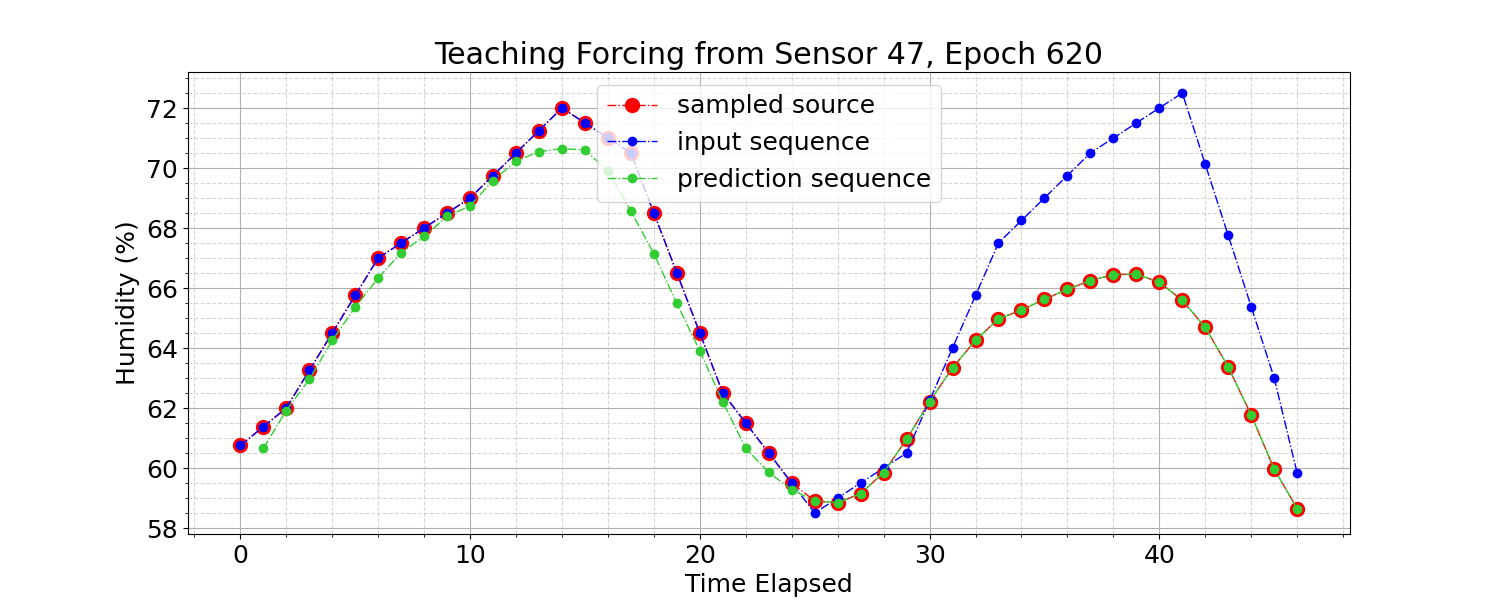 Teaching Forcing from Sensor 47, Epoch 620
sampled source
input sequence
prediction sequence
Humidity (%)
72
70
68
66
64
62
60
58
0 10 20 30 40
Time Elapsed